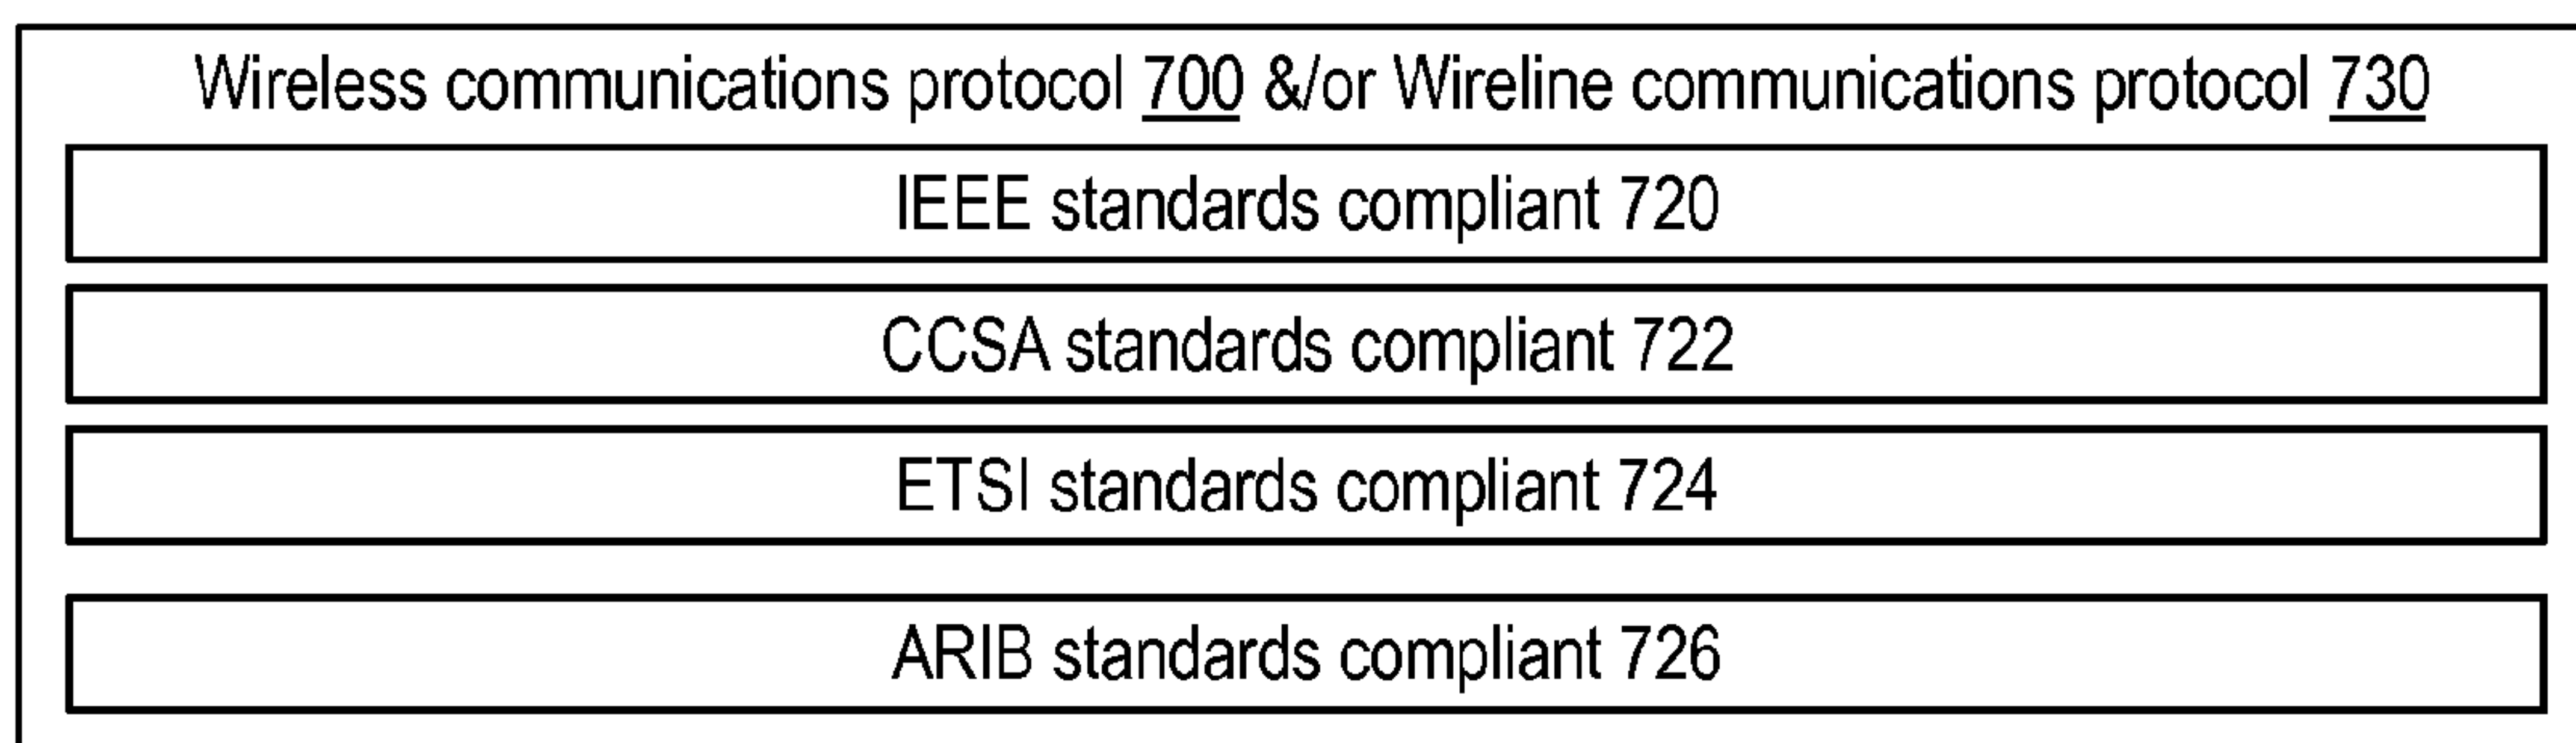 Wireless communications protocol 700 &/or Wireline communications protocol 730
IEEE standards compliant 720
CCSA standards compliant 722
ETSI standards compliant 724
ARIB standards compliant 726